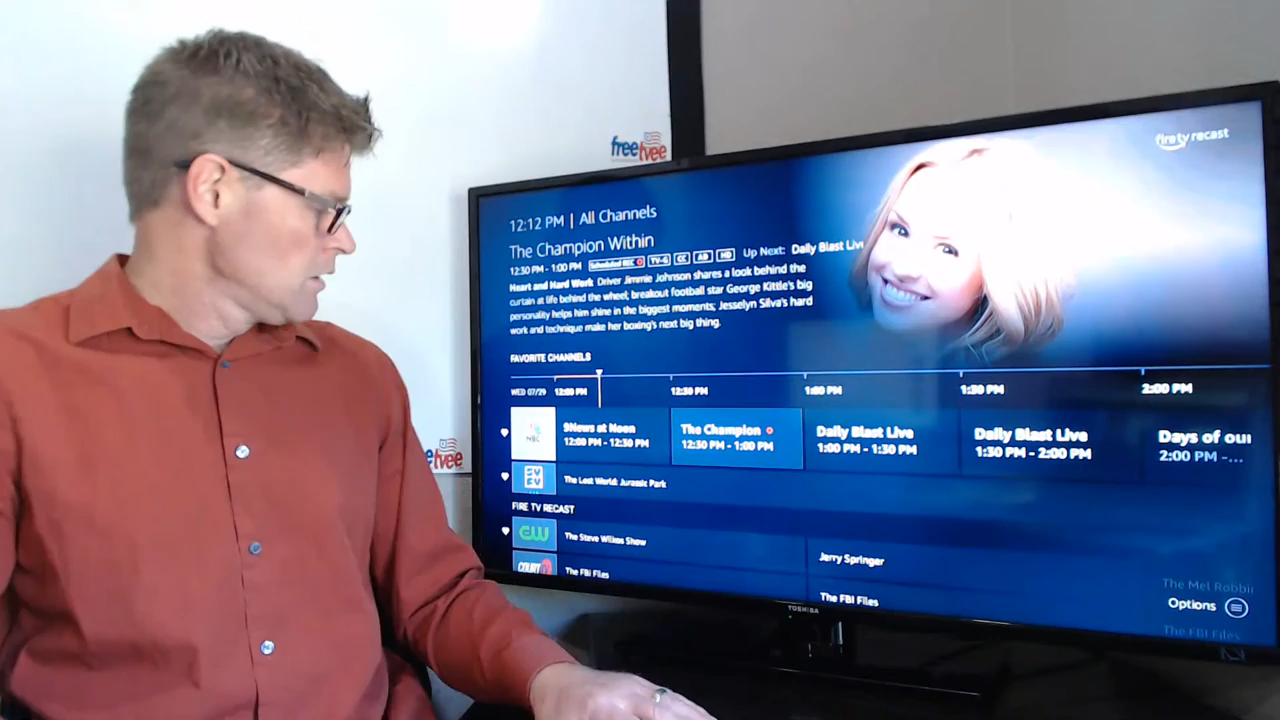 freetvee
fire tv recast
12:12 PM | All Channels
The Champion Within
12:30 PM - 1:00 PM Scheduled REC TV-G CC AD HD Up Next: Daily Blast Live
Heart and Hard Work Driver Jimmie Johnson shares a look behind the
curtain at life behind the wheel; breakout football star George Kittle's big
personality helps him shine in the biggest moments; Jesselyn Silva's hard
work and technique make her boxing's next big thing.
FAVORITE CHANNELS
WED 07/29 12:00 PM 12:30 PM 1:00 PM 1:30 PM 2:00 PM
NBC
9News at Noon
12:00 PM - 12:30 PM
The Champion
12:30 PM - 1:00 PM
Daily Blast Live
1:00 PM - 1:30 PM
Daily Blast Live
1:30 PM - 2:00 PM
Days of our
2:00 PM -...
tvee
The Lost World: Jurassic Park
FIRE TV RECAST
CW
The Steve Wilkos Show
Jerry Springer
The Mel Robbi
COURT
The FBI Files
The FBI Files
Options
The FBI Files
TOSHIBA